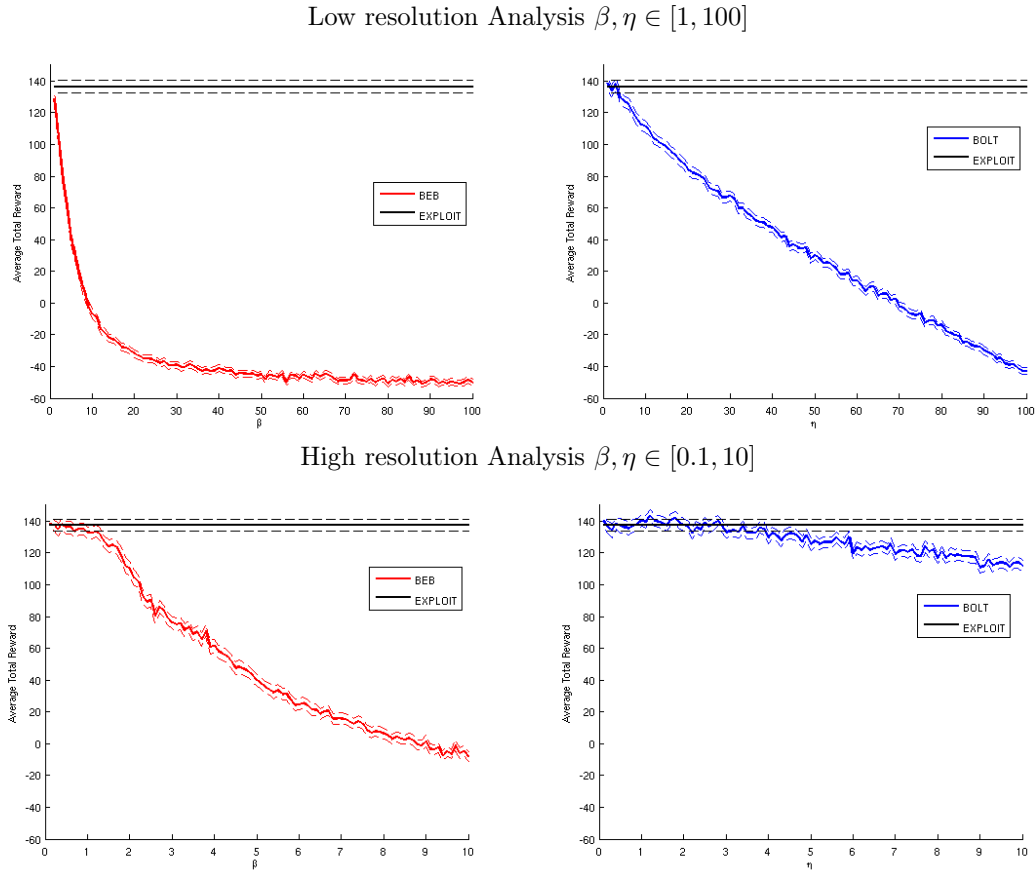 Low resolution Analysis β, η ∈ [1, 100]
140
120
100
80
60
40
20
0
-20
-40
-60
Average Total Reward
BEB
EXPLOIT
0 10 20 30 40 50 60 70 80 90 100
β
140
120
100
80
60
40
20
0
-20
-40
-60
Average Total Reward
BOLT
EXPLOIT
0 10 20 30 40 50 60 70 80 90 100
η
High resolution Analysis β, η ∈ [0.1, 10]
140
120
100
80
60
40
20
0
-20
-40
-60
Average Total Reward
BEB
EXPLOIT
0 1 2 3 4 5 6 7 8 9 10
β
140
120
100
80
60
40
20
0
-20
-40
-60
Average Total Reward
BOLT
EXPLOIT
0 1 2 3 4 5 6 7 8 9 10
η